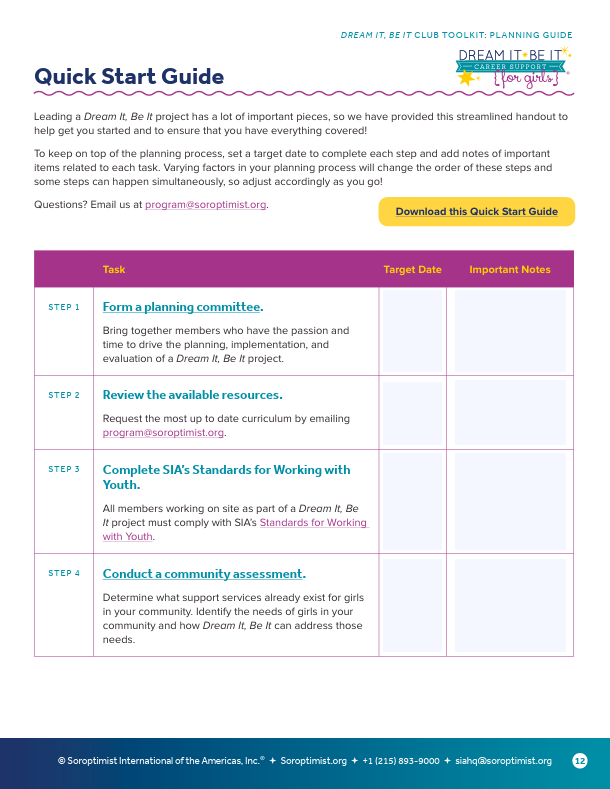 DREAM IT, BE IT CLUB TOOLKIT: PLANNING GUIDE
DREAM IT BE IT
CAREER SUPPORT
{for girls}
Quick Start Guide
Leading a Dream It, Be It project has a lot of important pieces, so we have provided this streamlined handout to
help get you started and to ensure that you have everything covered!
To keep on top of the planning process, set a target date to complete each step and add notes of important
items related to each task. Varying factors in your planning process will change the order of these steps and
some steps can happen simultaneously, so adjust accordingly as you go!
Questions? Email us at program@soroptimist.org.
Download this Quick Start Guide
Task Target Date Important Notes
STEP 1 Form a planning committee.
Bring together members who have the passion and
time to drive the planning, implementation, and
evaluation of a Dream It, Be It project.
STEP 2 Review the available resources.
Request the most up to date curriculum by emailing
program@soroptimist.org.
STEP 3 Complete SIA's Standards for Working with
Youth.
All members working on site as part of a Dream It, Be
It project must comply with SIA's Standards for Working
with Youth.
STEP 4 Conduct a community assessment.
Determine what support services already exist for girls
in your community. Identify the needs of girls in your
community and how Dream It, Be It can address those
needs.
© Soroptimist International of the Americas, Inc.® ✦ Soroptimist.org ✦ +1 (215) 893-9000 ✦ siahq@soroptimist.org 12